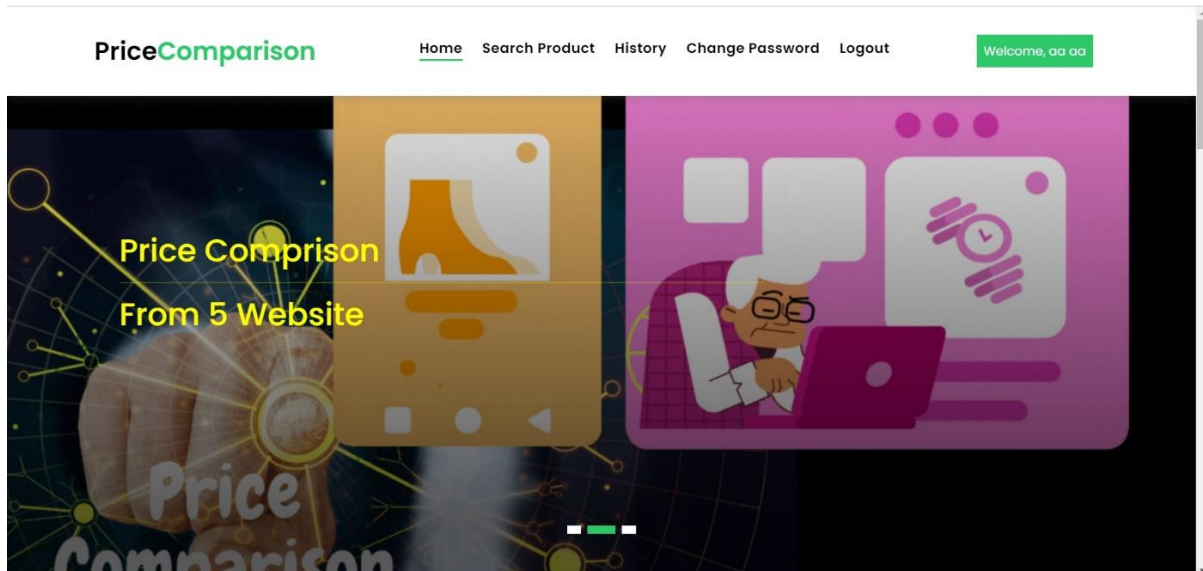 PriceComparison
Home Search Product History Change Password Logout
Welcome, aa aa
Price Comprison
From 5 Website
Price
Comparison